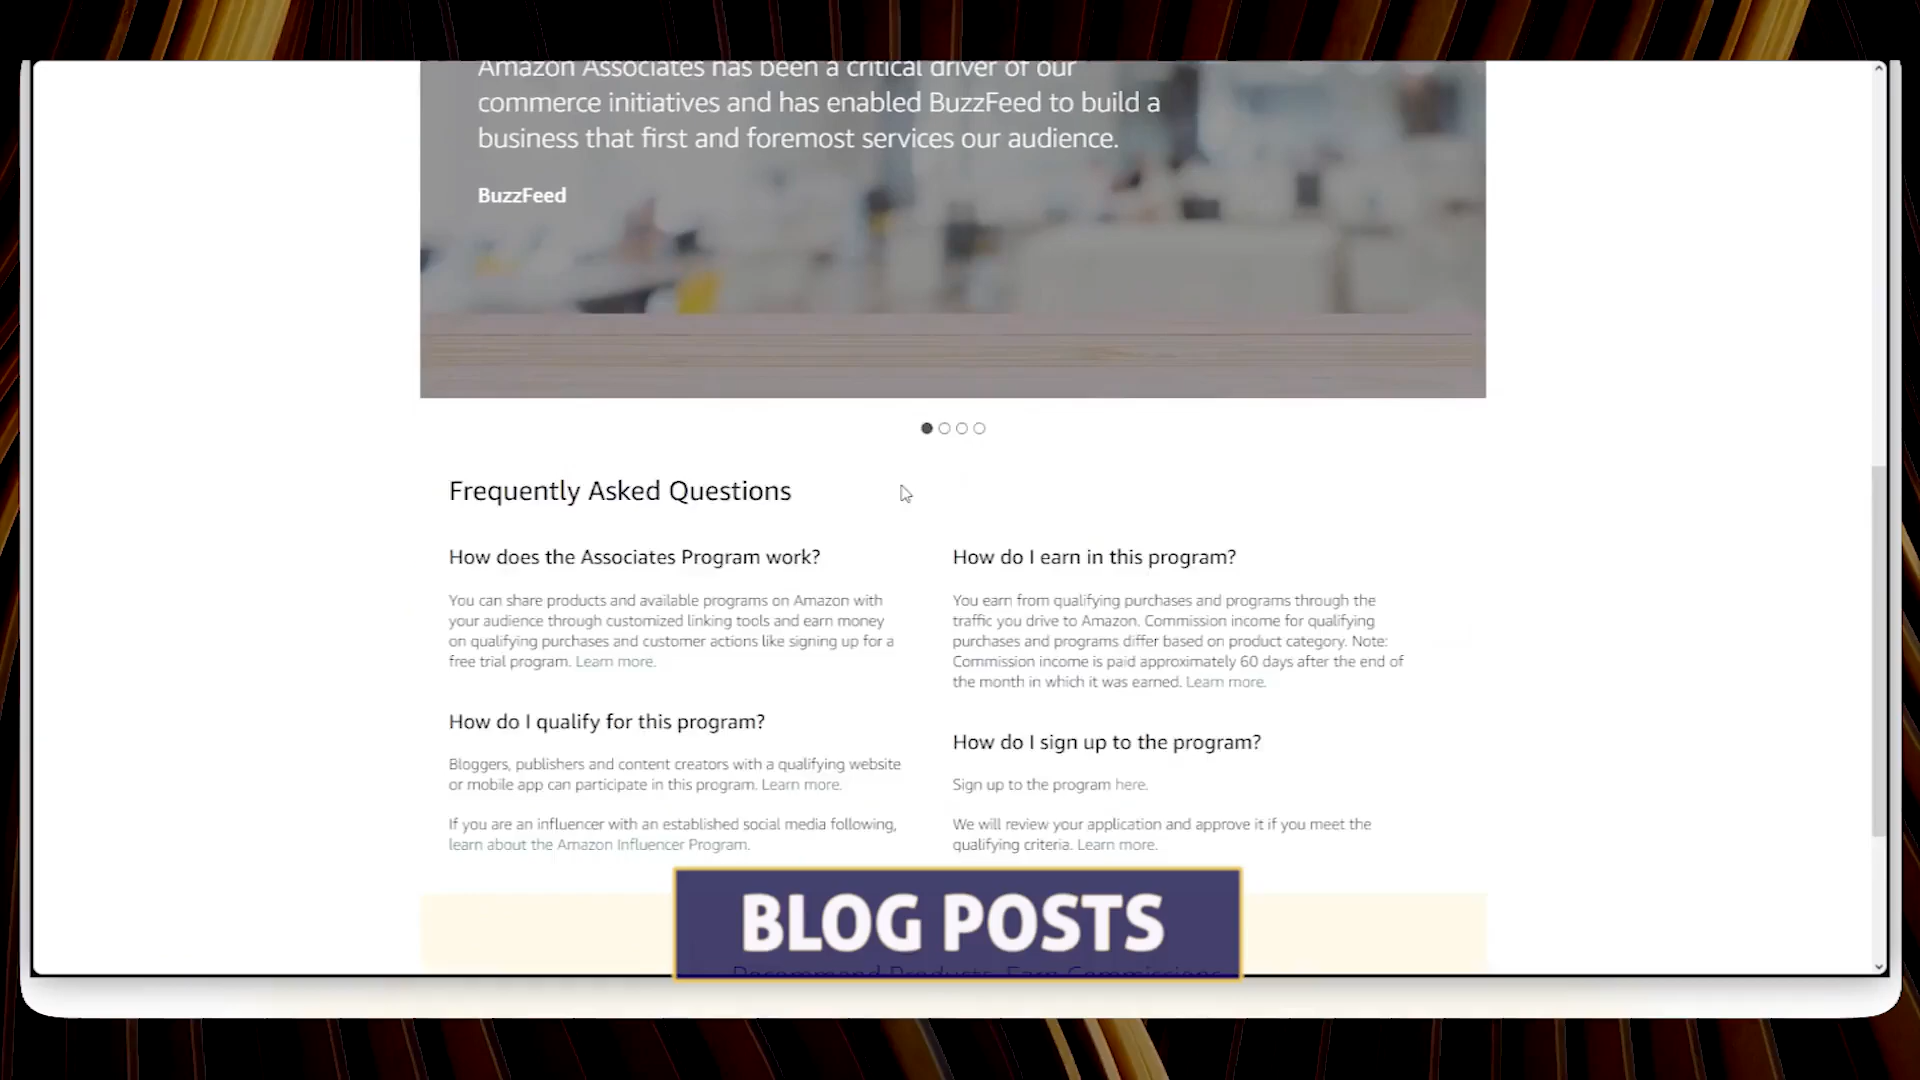 Amazon Associates has been a critical driver of our
commerce initiatives and has enabled BuzzFeed to build a
business that first and foremost services our audience.
BuzzFeed
Frequently Asked Questions
How does the Associates Program work?
You can share products and available programs on Amazon with
your audience through customized linking tools and earn money
on qualifying purchases and customer actions like signing up for a
free trial program. Learn more.
How do I qualify for this program?
Bloggers, publishers and content creators with a qualifying website
or mobile app can participate in this program. Learn more.
If you are an influencer with an established social media following,
learn about the Amazon Influencer Program.
How do I earn in this program?
You earn from qualifying purchases and programs through the
traffic you drive to Amazon. Commission income for qualifying
purchases and programs differ based on product category. Note:
Commission income is paid approximately 60 days after the end of
the month in which it was earned. Learn more.
How do I sign up to the program?
Sign up to the program here.
We will review your application and approve it if you meet the
qualifying criteria. Learn more.
BLOG POSTS
Recommend Products. Earn Commissions.